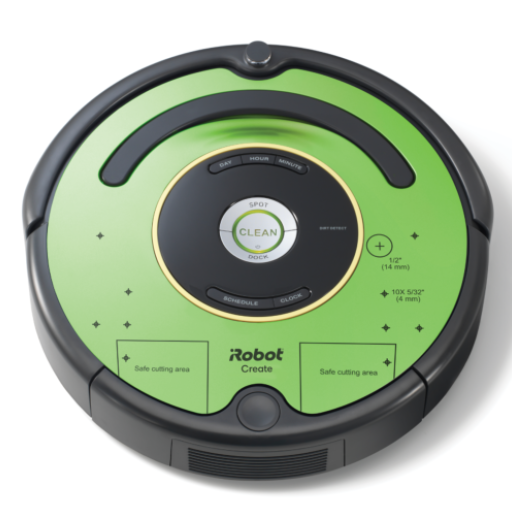 DAY HOUR MINUTE
SPOT
CLEAN
DOCK
DIRT DETECT
SCHEDULE CLOCK
1/2"
(14 mm)
10X 5/32"
(4 mm)
iRobot
Create
Safe cutting area
Safe cutting area